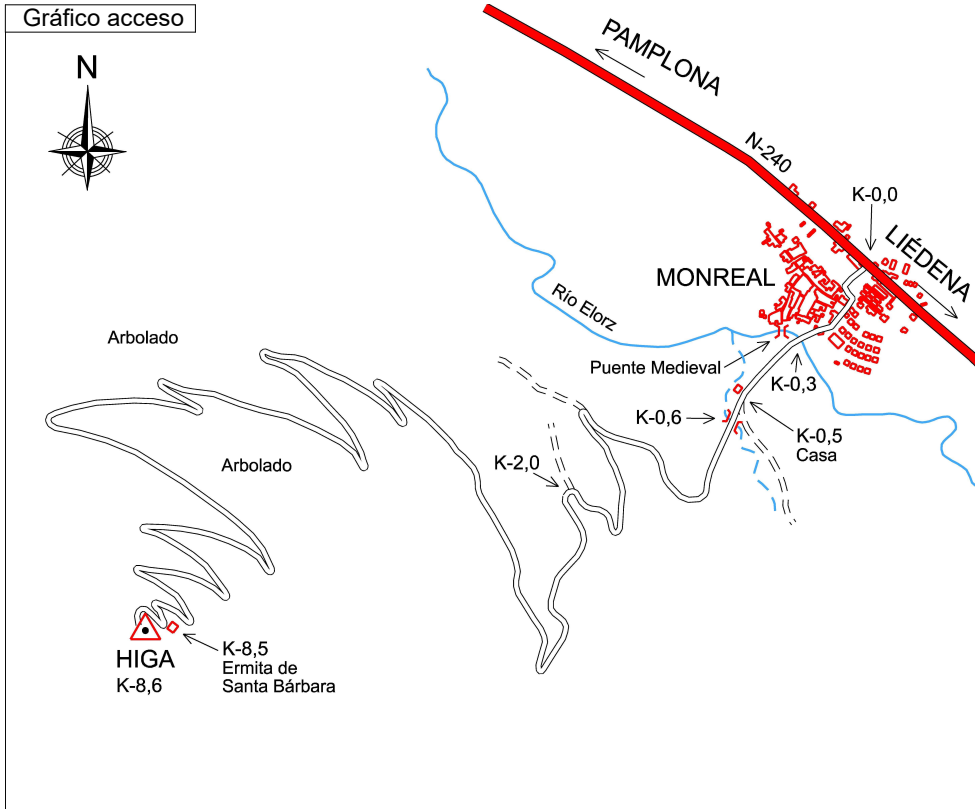 Gráfico acceso
N
PAMPLONA
N-240
K-0,0
LIÉDENA
MONREAL
Río Elorz
Puente Medieval
K-0,3
K-0,6
K-0,5
Casa
Arbolado
Arbolado
K-2,0
K-8,5
Ermita de
Santa Bárbara
HIGA
K-8,6